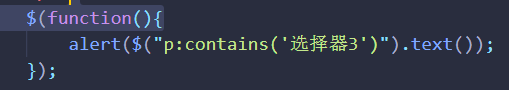 $(function(){
alert($("p:contains('选择器3')").text());
});